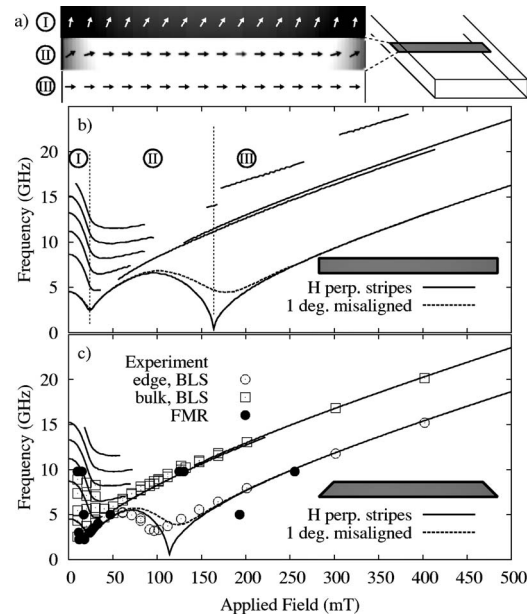 a)
I
II
III
b)
I
II
III
Frequency (GHz)
20
15
10
5
0
H perp. stripes
1 deg. misaligned
c)
Experiment
edge, BLS
bulk, BLS
FMR
Frequency (GHz)
20
15
10
5
0
H perp. stripes
1 deg. misaligned
0 50 100 150 200 250 300 350 400 450 500
Applied Field (mT)